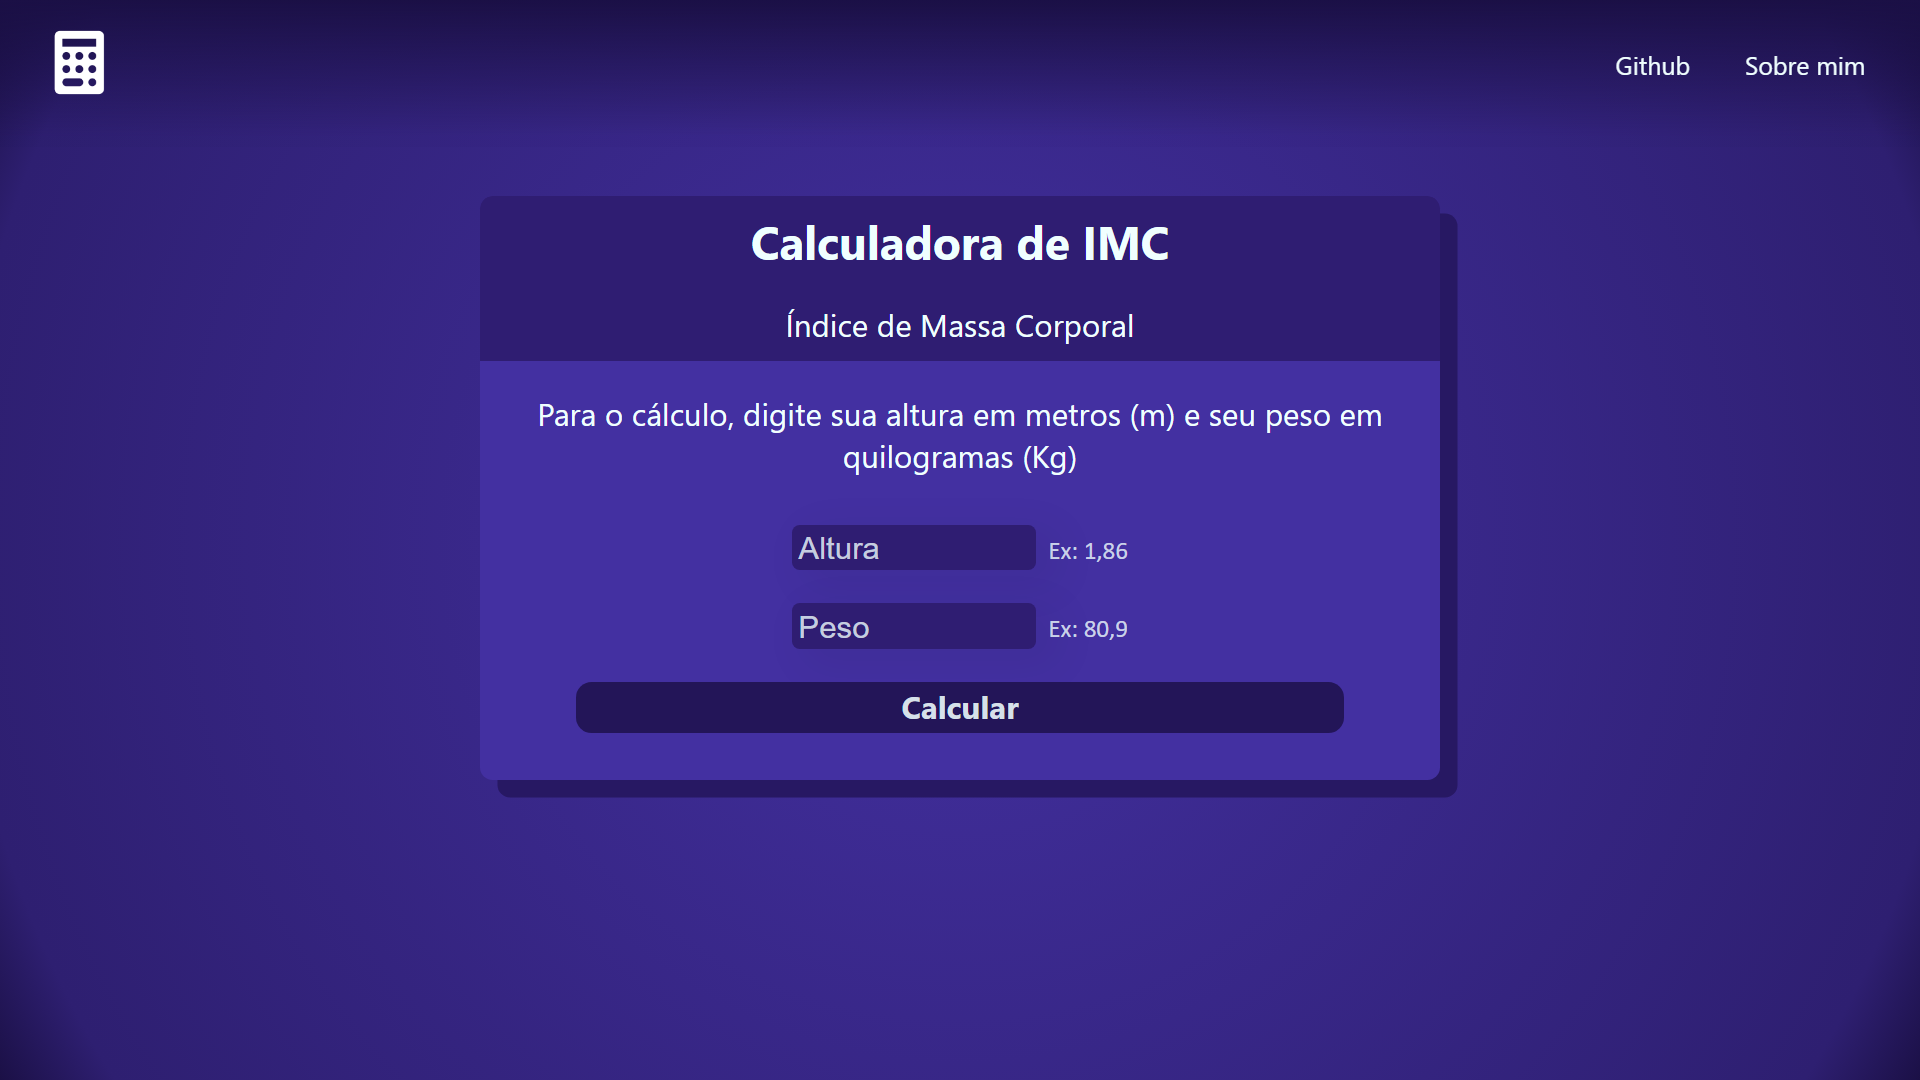 Github
Sobre mim
Calculadora de IMC
Índice de Massa Corporal
Para o cálculo, digite sua altura em metros (m) e seu peso em
quilogramas (Kg)
Altura
Ex: 1,86
Peso
Ex: 80,9
Calcular